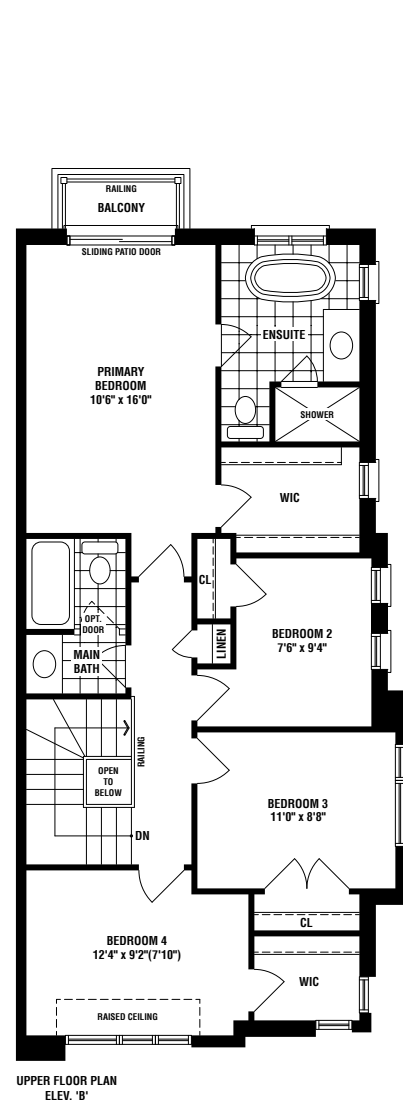 RAILING
BALCONY
SLIDING PATIO DOOR
ENSUITE
PRIMARY
BEDROOM
10'6" x 16'0"
SHOWER
WIC
CL
OPT.
DOOR
LINEN
BEDROOM 2
7'6" x 9'4"
MAIN
BATH
RAILING
OPEN
TO
BELOW
BEDROOM 3
11'0" x 8'8"
DN
CL
BEDROOM 4
12'4" x 9'2"(7'10")
WIC
RAISED CEILING
UPPER FLOOR PLAN
ELEV. 'B'